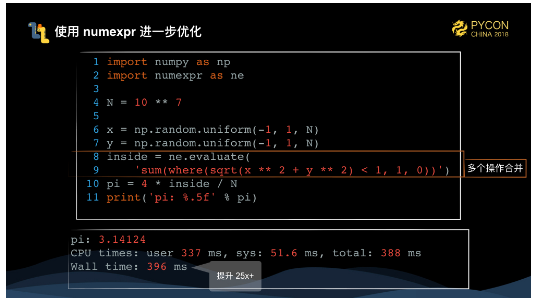 使用 numexpr 进一步优化
PYCON
CHINA 2018
1 import numpy as np
2 import numexpr as ne
3
4 N = 10 ** 7
5
6 x = np.random.uniform(-1, 1, N)
7 y = np.random.uniform(-1, 1, N)
8 inside = ne.evaluate(
9 'sum(where(sqrt(x ** 2 + y ** 2) < 1, 1, 0))')
多个操作合并
10 pi = 4 * inside / N
11 print('pi: %.5f' % pi)
pi: 3.14124
CPU times: user 337 ms, sys: 51.6 ms, total: 388 ms
Wall time: 396 ms
提升 25x+